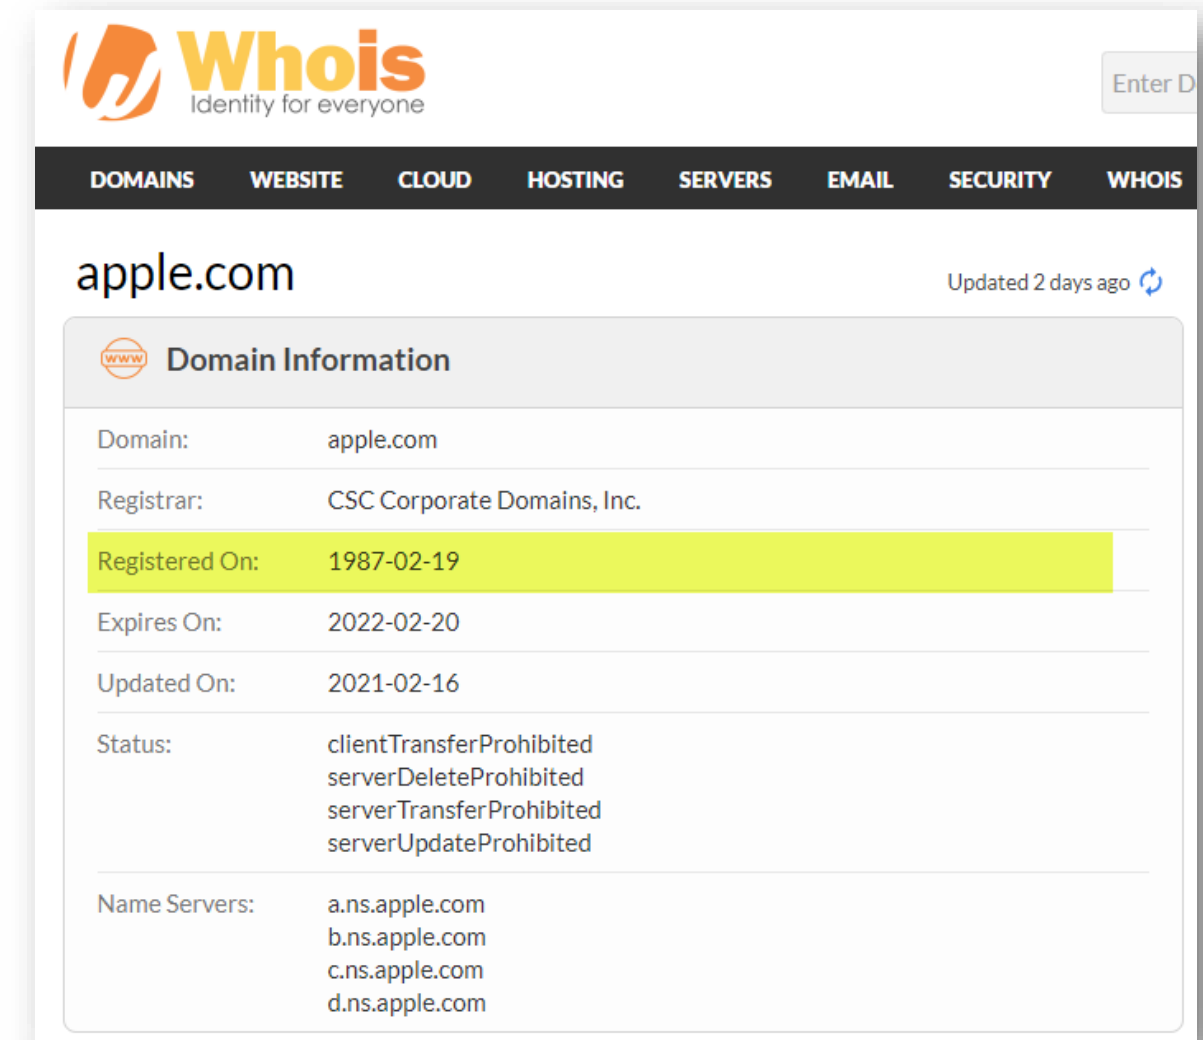 Whois
Identity for everyone
Enter D
DOMAINS WEBSITE CLOUD HOSTING SERVERS EMAIL SECURITY WHOIS
apple.com
Updated 2 days ago
www
Domain Information
Domain: apple.com
Registrar: CSC Corporate Domains, Inc.
Registered On: 1987-02-19
Expires On: 2022-02-20
Updated On: 2021-02-16
Status: clientTransferProhibited
serverDeleteProhibited
serverTransferProhibited
serverUpdateProhibited
Name Servers: a.ns.apple.com
b.ns.apple.com
c.ns.apple.com
d.ns.apple.com